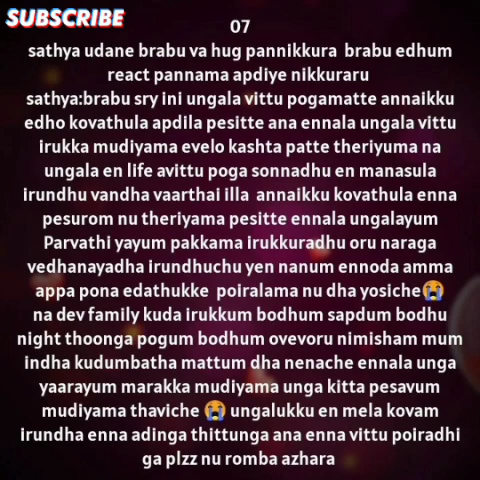 SUBSCRIBE
07
sathya udane brabu va hug pannikkura brabu edhum
react pannama apdiye nikkuraru
sathya:brabu sry ini ungala vittu pogamatte annaikku
edho kovathula apdila pesitte ana ennala ungala vittu
irukka mudiyama evelo kashta patte theriyuma na
ungala en life avittu poga sonnadhu en manasula
irundhu vandha vaarthai illa annaikku kovathula enna
pesurom nu theriyama pesitte ennala ungalayum
Parvathi yayum pakkama irukkuradhu oru naraga
vedhanayadha irundhuchu yen nanum ennoda amma
appa pona edathukke poiralama nu dha yosiche😭
na dev family kuda irukkum bodhum sapdum bodhu
night thoonga pogum bodhum ovevoru nimisham mum
indha kudumbatha mattum dha nenache ennala unga
yaarayum marakka mudiyama unga kitta pesavum
mudiyama thaviche 😭 ungalukku en mela kovam
irundha enna adinga thittunga ana enna vittu poiradhi
ga plzz nu romba azhara